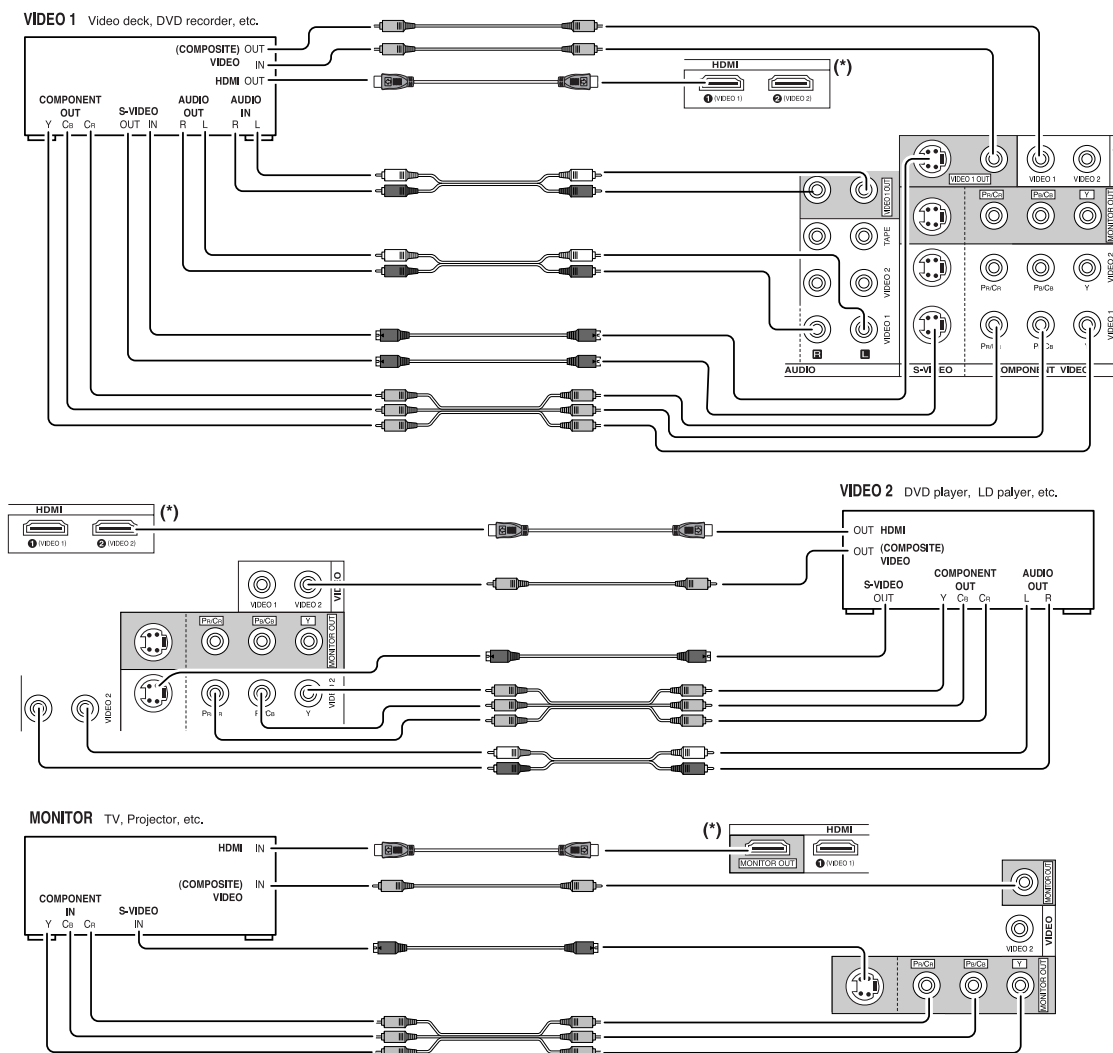 VIDEO 1 Video deck, DVD recorder, etc.
(COMPOSITE) OUT
VIDEO IN
HDMI OUT
COMPONENT OUT
Y CB CR
S-VIDEO
OUT IN
AUDIO OUT
R L
AUDIO IN
R L
HDMI
(*)
❶ (VIDEO 1) ❷ (VIDEO 2)
VIDEO 1 OUT
VIDEO 1 VIDEO 2
VIDEO 1 OUT
PR/CR PB/CB Y
MONITOR OUT
TAPE
VIDEO 2
PR/CR PB/CB Y
VIDEO 2
VIDEO 1
VIDEO 1
R L
AUDIO
S-VIDEO
VIDEO 2 DVD player, LD palyer, etc.
HDMI
(*)
❶ (VIDEO 1) ❷ (VIDEO 2)
OUT HDMI
OUT (COMPOSITE)
VIDEO
S-VIDEO
OUT
COMPONENT
OUT
Y CB CR
AUDIO
OUT
L R
VIDEO 1 VIDEO 2
PR/CR PB/CB Y
MONITOR OUT
VIDEO 2
Y
MONITOR TV, Projector, etc.
HDMI IN
(COMPOSITE) IN
VIDEO
COMPONENT
IN
Y CB CR
S-VIDEO
IN
(*)
HDMI
MONITOR OUT ❶ (VIDEO 1)
MONITOR OUT
VIDEO 2
VIDEO
PR/CR PB/CB Y
MONITOR OUT